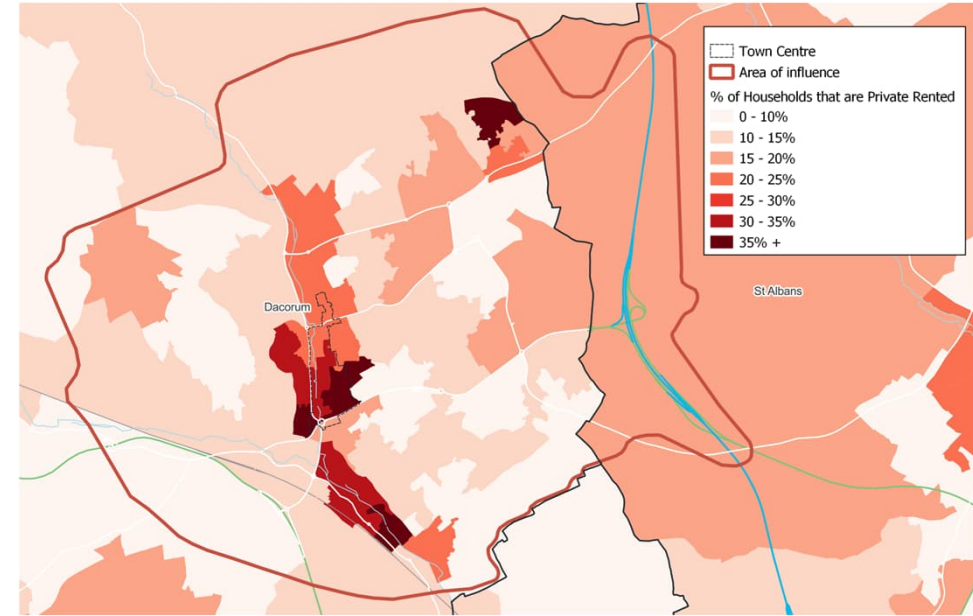 Town Centre
Area of influence
% of Households that are Private Rented
0 - 10%
10 - 15%
15 - 20%
20 - 25%
25 - 30%
30 - 35%
35% +
St Albans
Dacorum